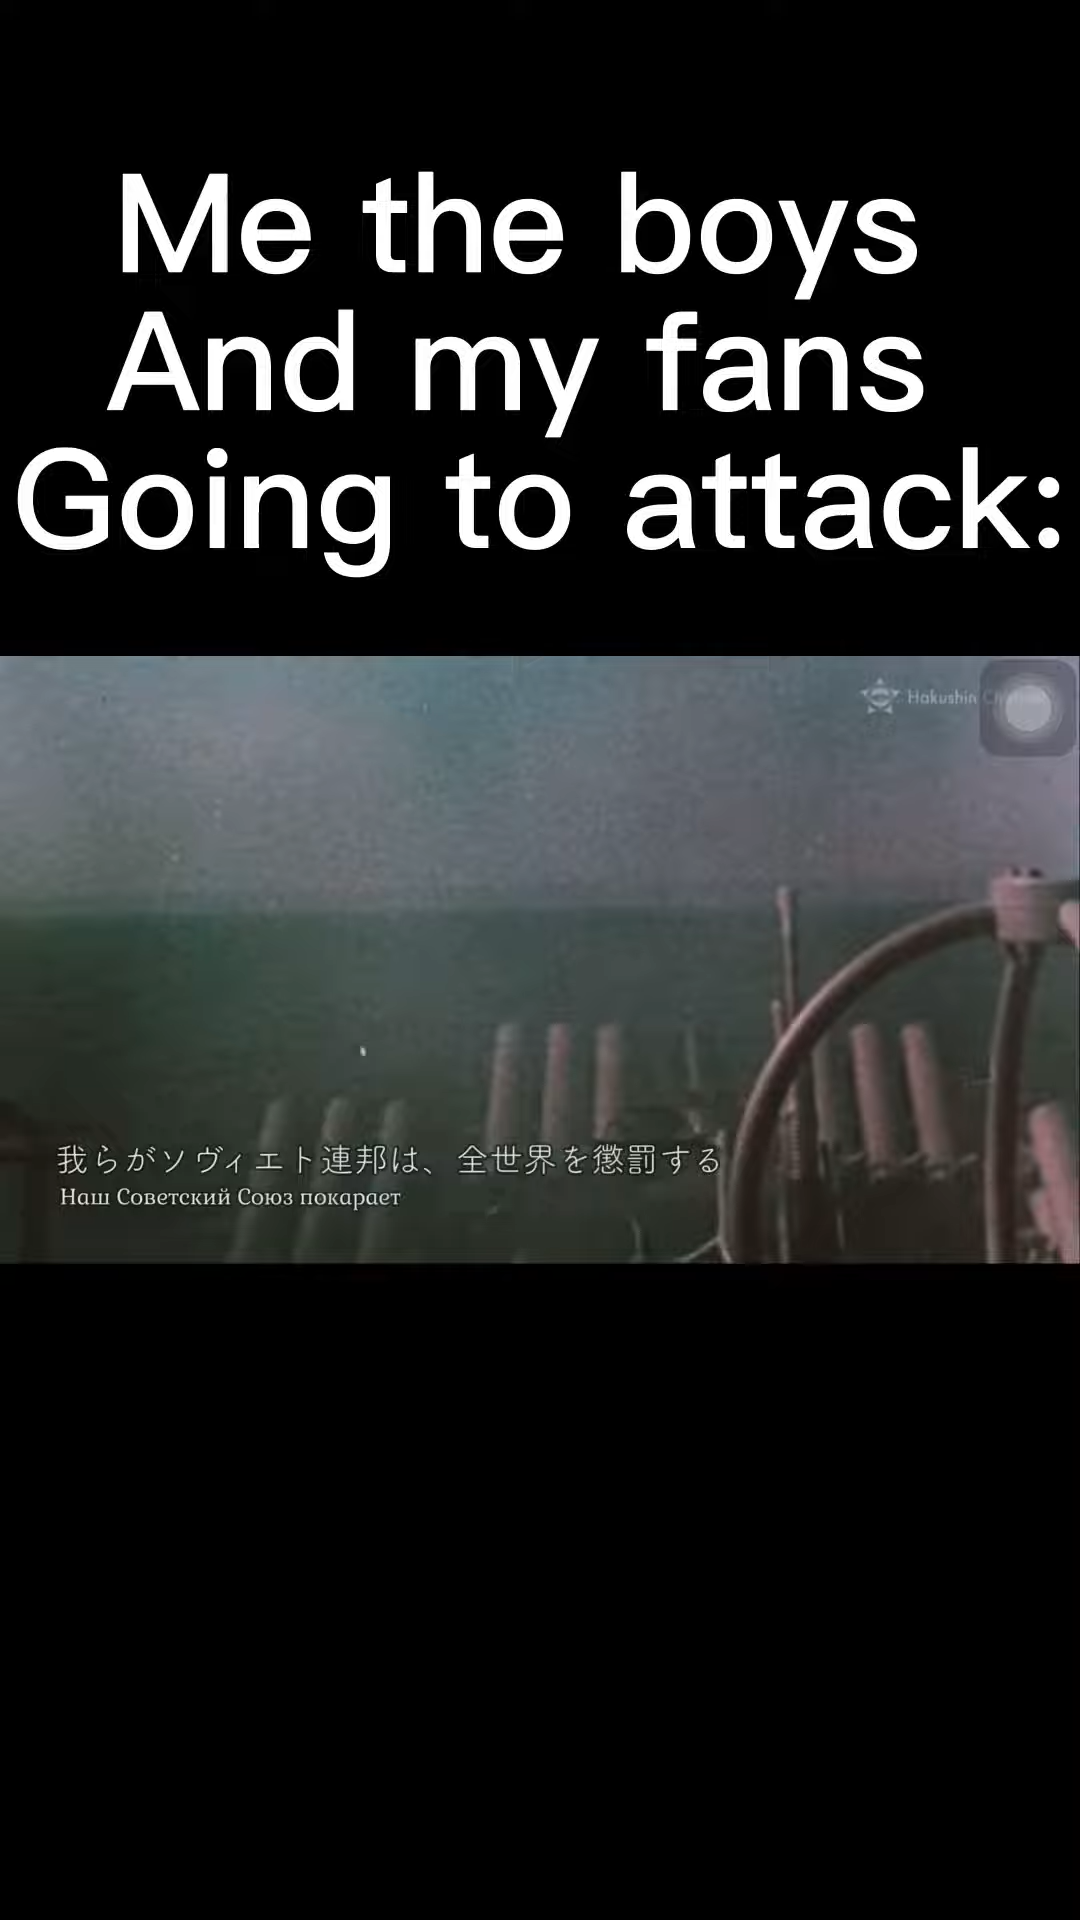 Me the boys
And my fans
Going to attack:
Hakushin
我らがソヴィエト連邦は、全世界を懲罰する
Наш Советский Союз покарает